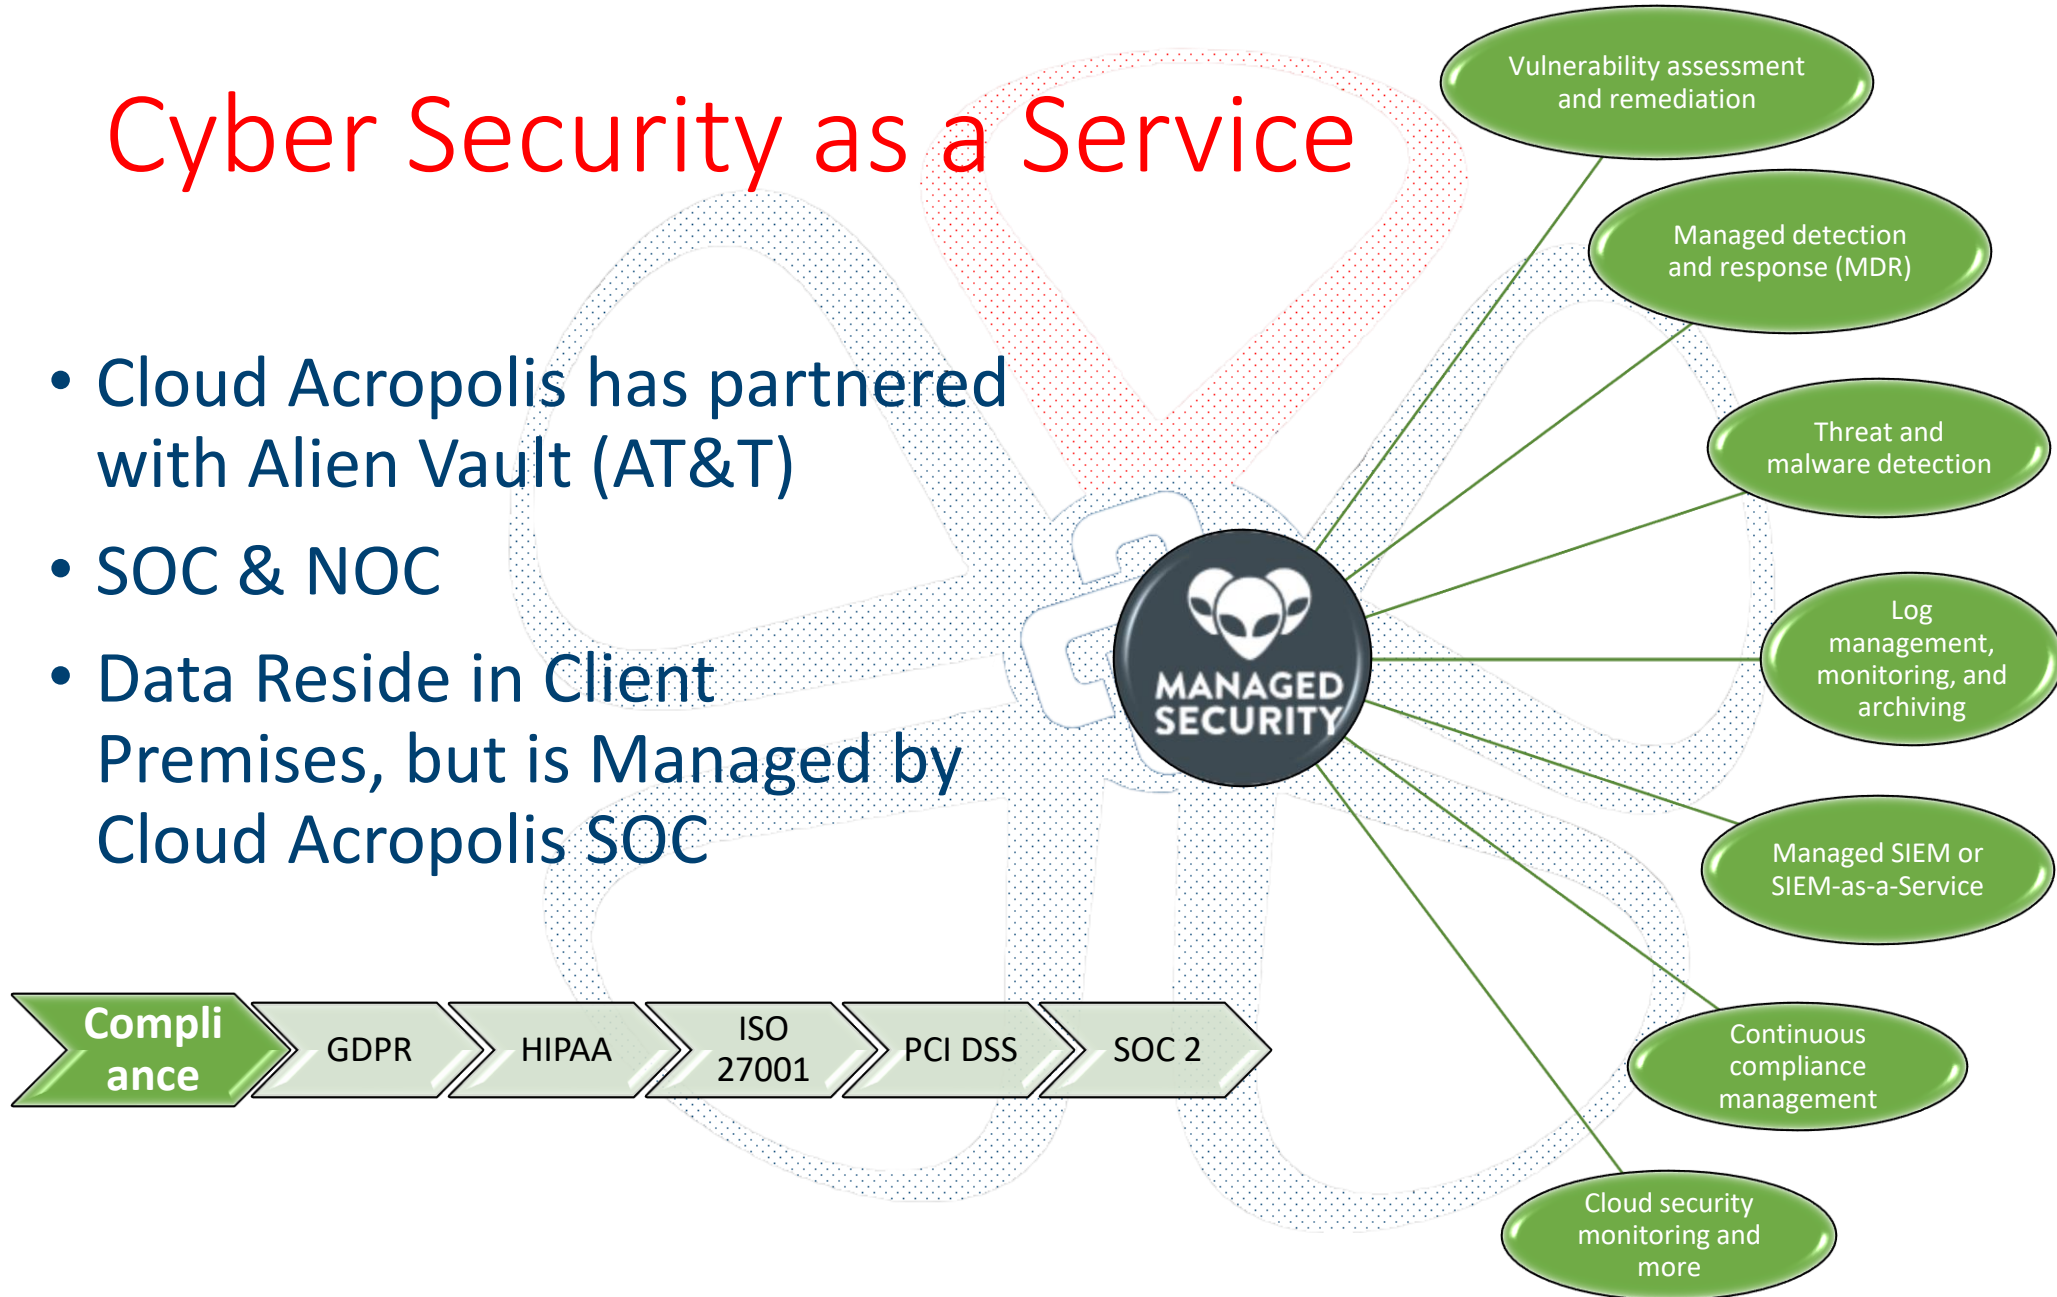 Cyber Security as a Service
• Cloud Acropolis has partnered
with Alien Vault (AT&T)
• SOC & NOC
• Data Reside in Client
Premises, but is Managed by
Cloud Acropolis SOC
Compli
ance
GDPR
HIPAA
ISO
27001
PCI DSS
SOC 2
MANAGED
SECURITY
Vulnerability assessment
and remediation
Managed detection
and response (MDR)
Threat and
malware detection
Log
management,
monitoring, and
archiving
Managed SIEM or
SIEM-as-a-Service
Continuous
compliance
management
Cloud security
monitoring and
more